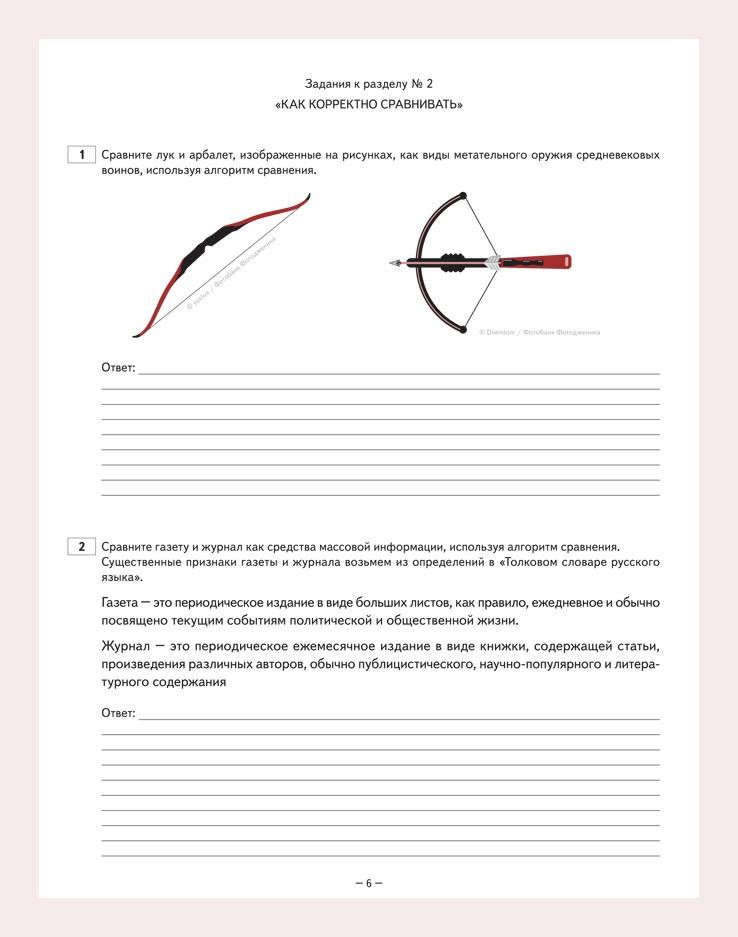 Задания к разделу № 2
«КАК КОРРЕКТНО СРАВНИВАТЬ»
1 Сравните лук и арбалет, изображенные на рисунках, как виды метательного оружия средневековых
воинов, используя алгоритм сравнения.
© yustus / Фотобанк Фотодженика
© Dilendom / Фотобанк Фотодженика
Ответ:
2 Сравните газету и журнал как средства массовой информации, используя алгоритм сравнения.
Существенные признаки газеты и журнала возьмем из определений в «Толковом словаре русского
языка».
Газета — это периодическое издание в виде больших листов, как правило, ежедневное и обычно
посвящено текущим событиям политической и общественной жизни.
Журнал — это периодическое ежемесячное издание в виде книжки, содержащей статьи,
произведения различных авторов, обычно публицистического, научно-популярного и литера-
турного содержания
Ответ:
— 6 —